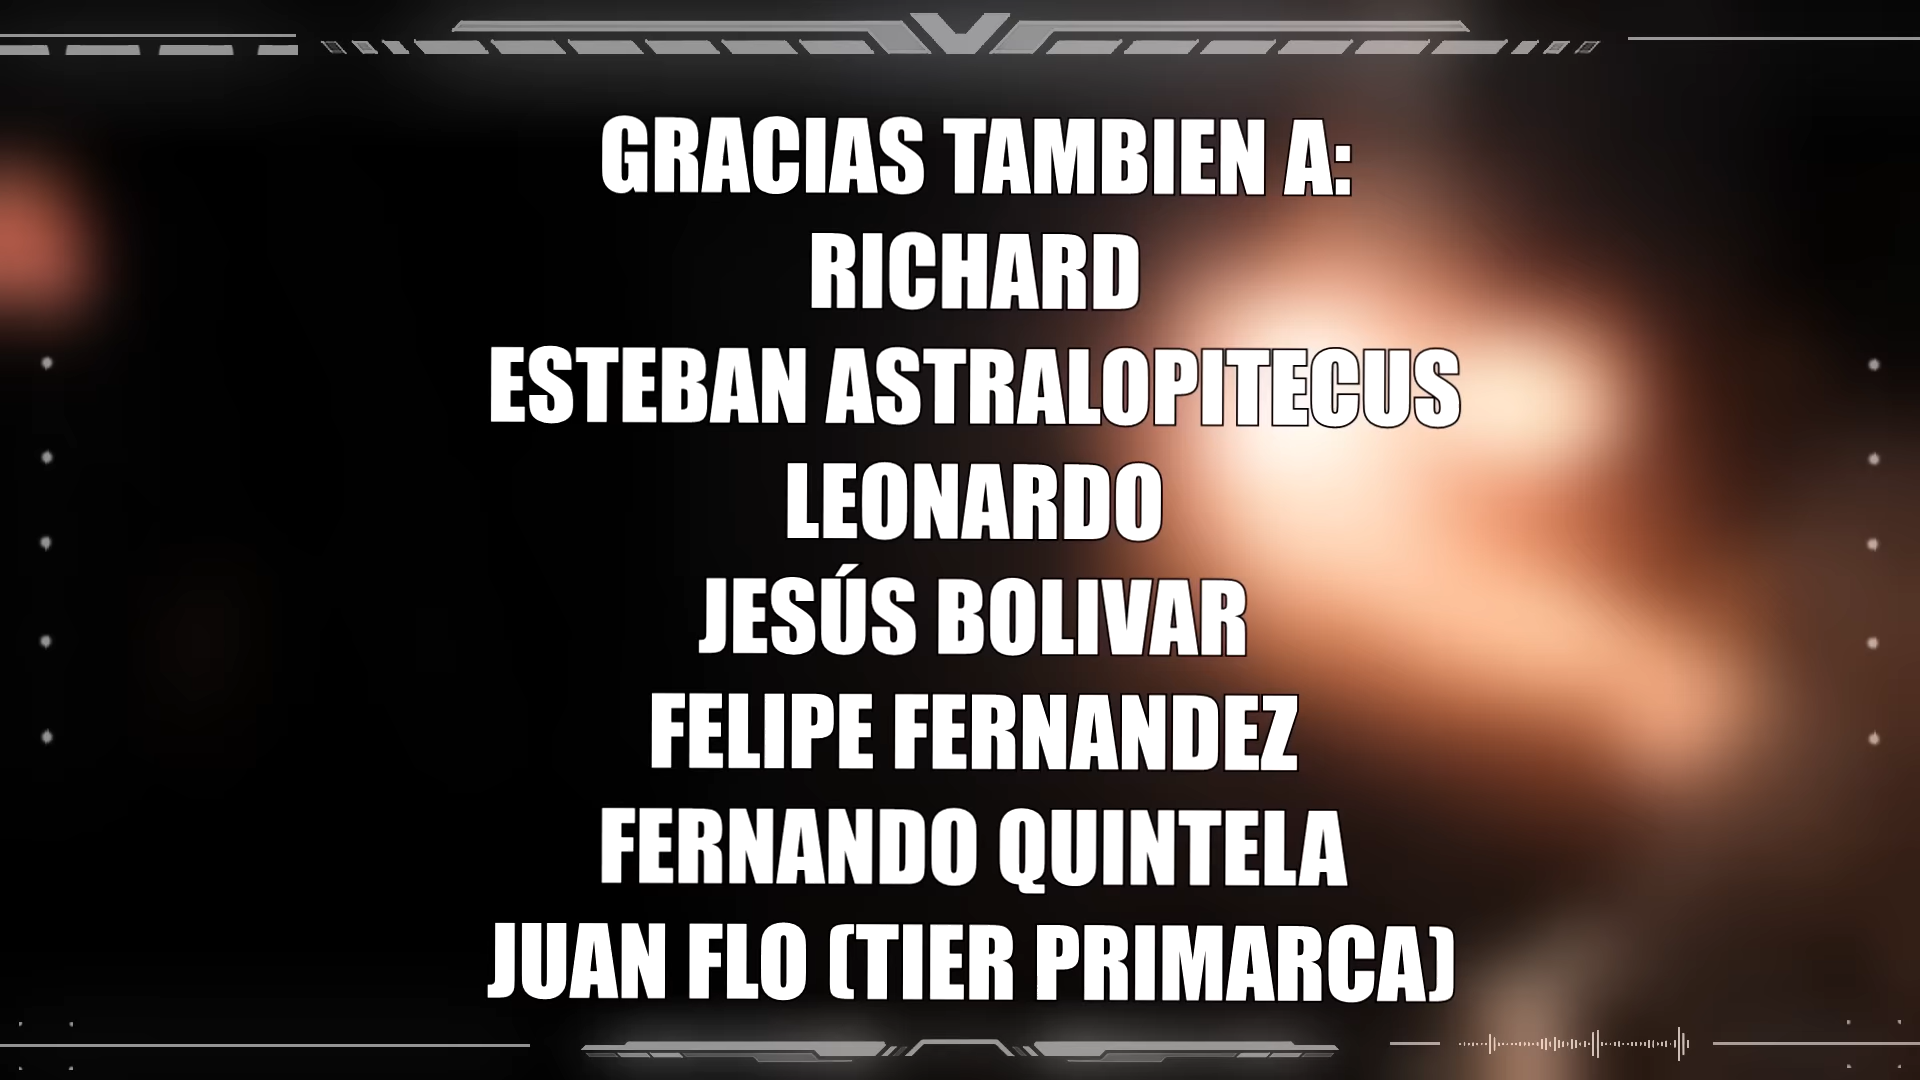 GRACIAS TAMBIEN A:
RICHARD
ESTEBAN ASTRALOPITECUS
LEONARDO
JESÚS BOLIVAR
FELIPE FERNANDEZ
FERNANDO QUINTELA
JUAN FLO (TIER PRIMARCA)